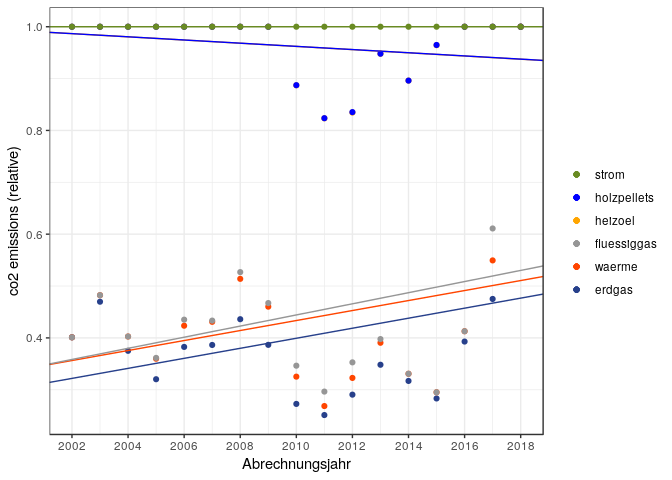 1.0
0.8
0.6
0.4
co2 emissions (relative)
2002 2004 2006 2008 2010 2012 2014 2016 2018
Abrechnungsjahr
strom
holzpellets
heizoel
fluessiggas
waerme
erdgas